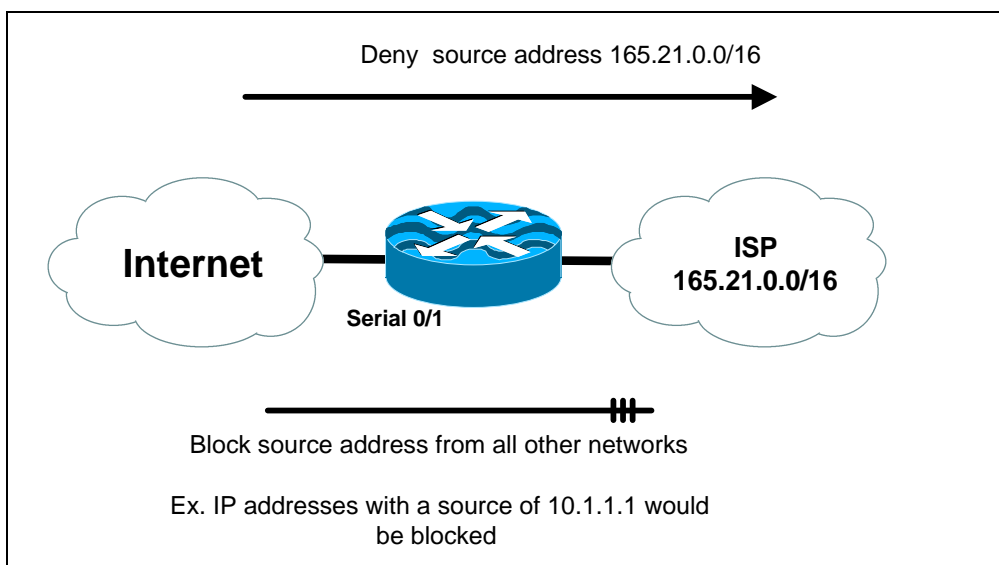 Deny  source address 165.21.0.0/16
Internet
Serial 0/1
ISP
165.21.0.0/16
Block source address from all other networks
Ex. IP addresses with a source of 10.1.1.1 would
be blocked